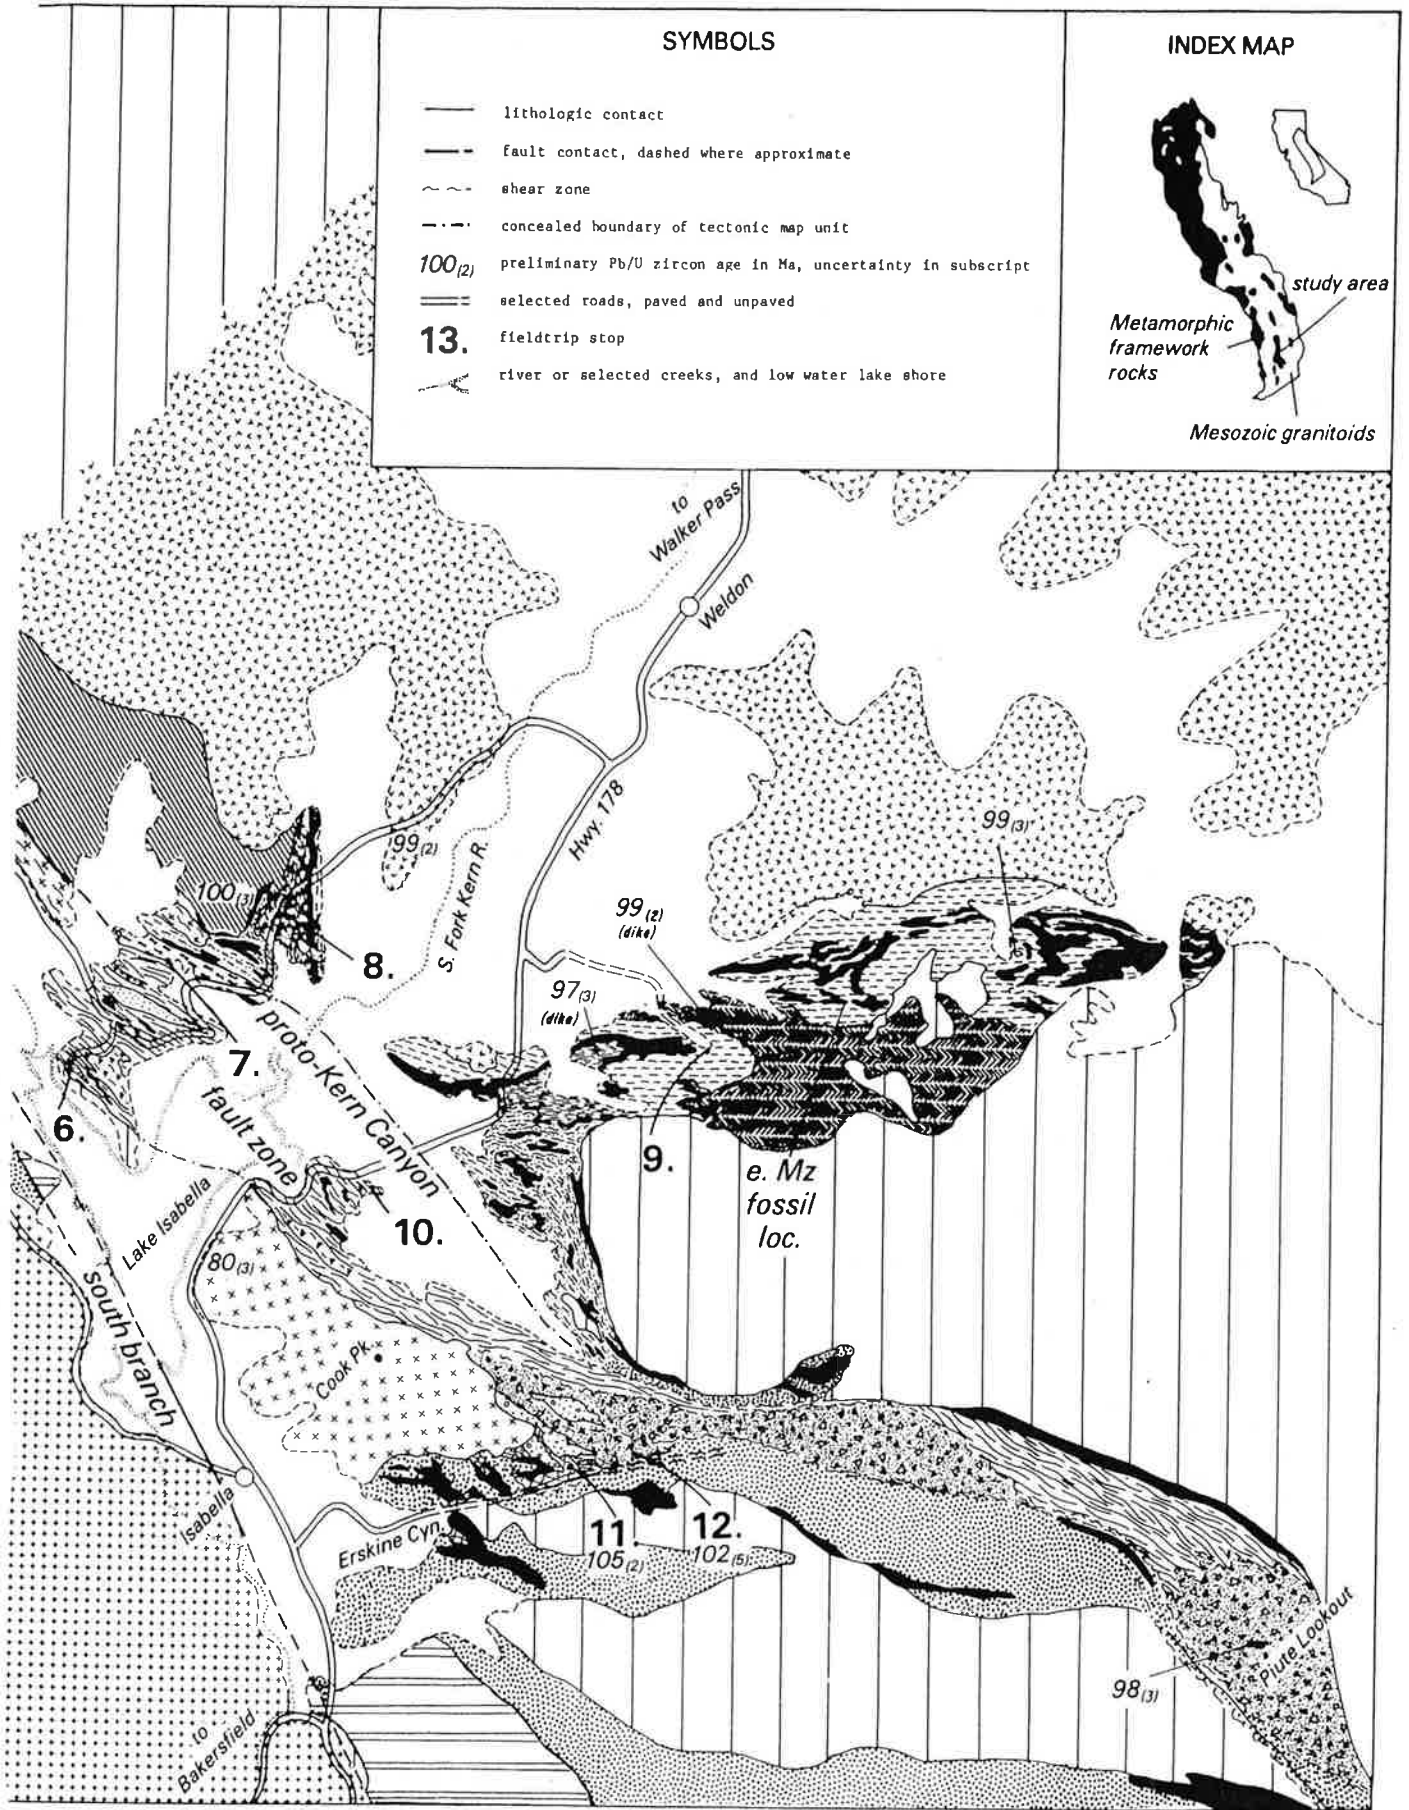 SYMBOLS
lithologic contact
fault contact, dashed where approximate
shear zone
concealed boundary of tectonic map unit
100(2) preliminary Pb/U zircon age in Ma, uncertainty in subscript
selected roads, paved and unpaved
13. fieldtrip stop
river or selected creeks, and low water lake shore
INDEX MAP
study area
Metamorphic
framework
rocks
Mesozoic granitoids
to
Walker Pass
Weldon
Hwy. 178
S. Fork Kern R.
99(2)
100(3)
8.
99(3)
99(2)
(dike)
97(3)
(dike)
7.
proto-Kern Canyon
fault zone
6.
9.
e. Mz
fossil
loc.
10.
Lake Isabella
80(3)
south branch
Cook Pk.
Isabella
Erskine Cyn.
11.
105(2)
12.
102(5)
Piute Lookout
98(3)
to
Bakersfield